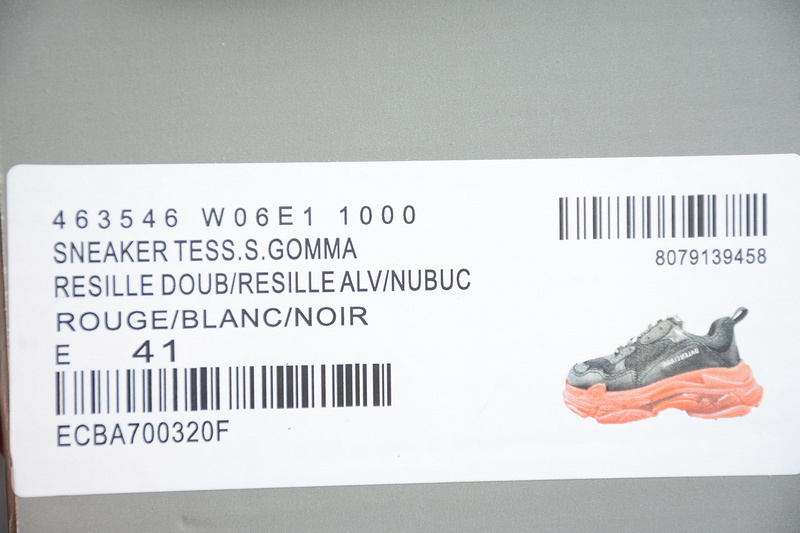 463546 W06E1 1000
SNEAKER TESS.S.GOMMA
RESILLE DOUB/RESILLE ALV/NUBUC
ROUGE/BLANC/NOIR
E 41
ECBA700320F
8079139458